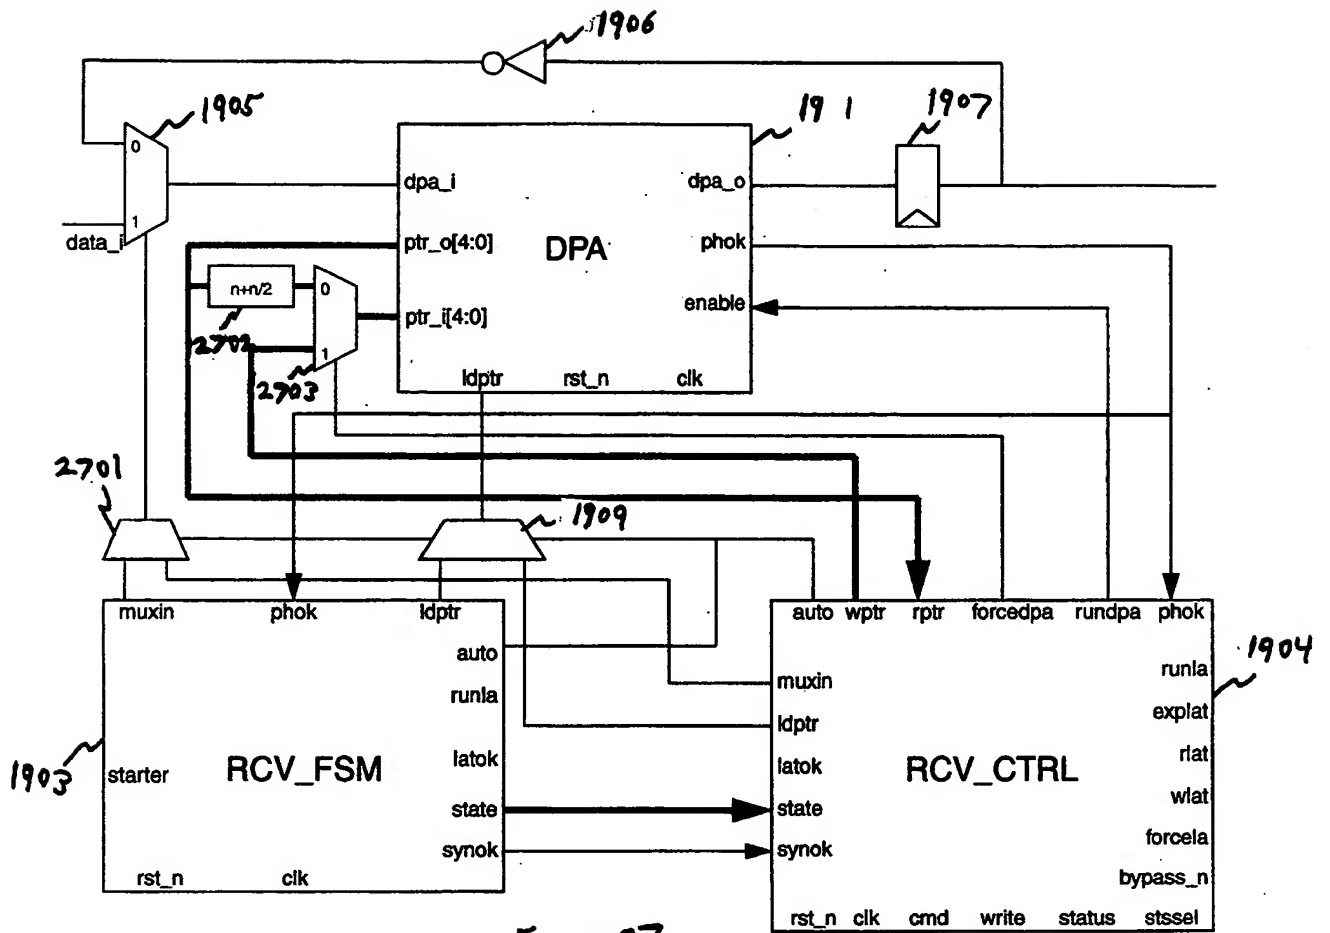 1906
1905
0
1
data_i
19 1
1907
dpa_i
dpa_o
ptr_o[4:0]
DPA
phok
n+n/2
0
enable
2702
1
ptr_i[4:0]
2703
ldptr
rst_n
clk
2701
1909
muxin
phok
ldptr
auto
runla
latok
state
synok
starter
RCV_FSM
1903
rst_n
clk
auto
wptr
rptr
forcedpa
rundpa
phok
1904
muxin
ldptr
latok
state
synok
RCV_CTRL
runla
explat
rlat
wlat
forcela
bypass_n
rst_n
clk
cmd
write
status
stssel